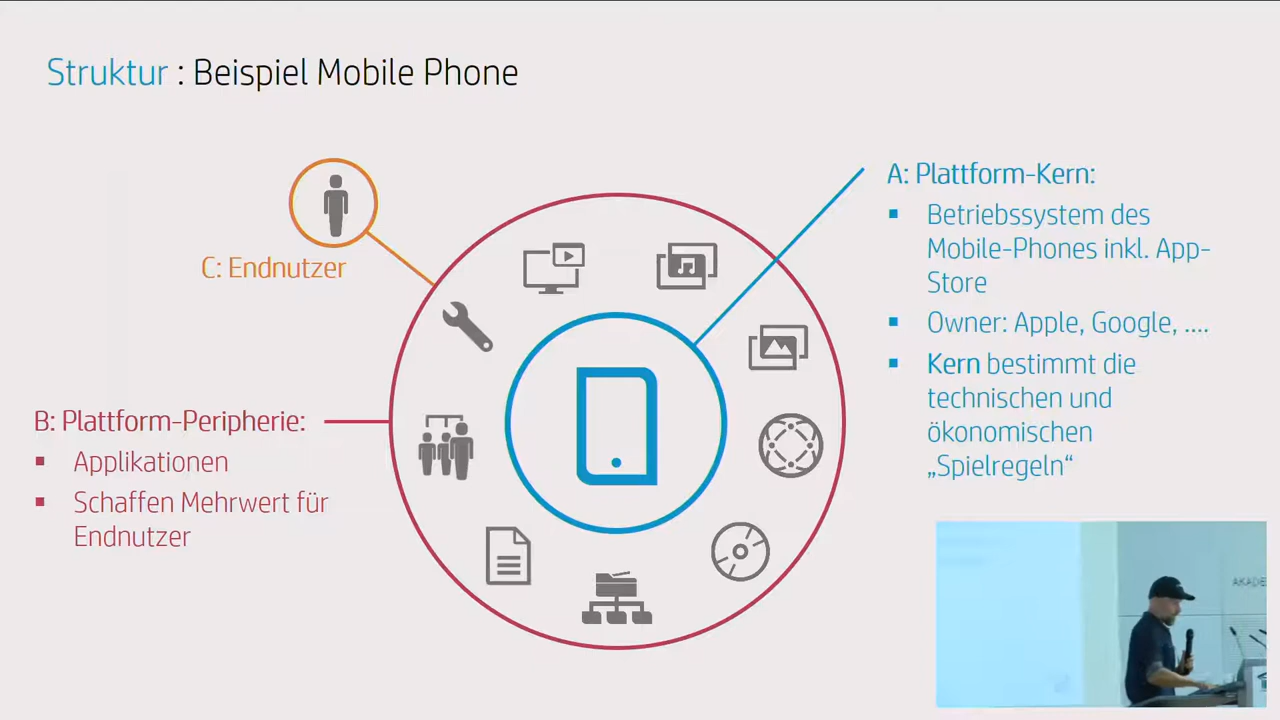 Struktur : Beispiel Mobile Phone
C: Endnutzer
A: Plattform-Kern:
▪ Betriebssystem des
Mobile-Phones inkl. App-
Store
▪ Owner: Apple, Google, ....
▪ Kern bestimmt die
technischen und
ökonomischen
„Spielregeln“
B: Plattform-Peripherie:
▪ Applikationen
▪ Schaffen Mehrwert für
Endnutzer
AKADE